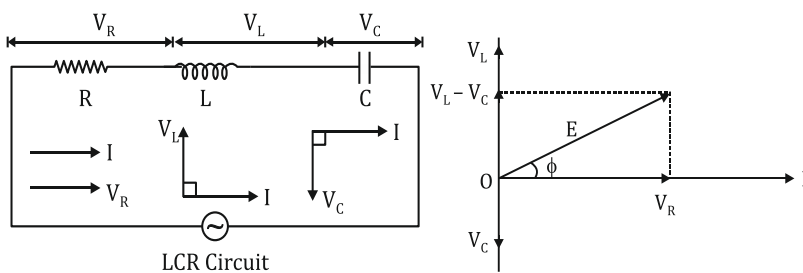 V_R V_L V_C
R L C
I
V_R
V_L
I
I
V_C
LCR Circuit
V_L
V_L – V_C
E
ϕ
O
V_R
V_C